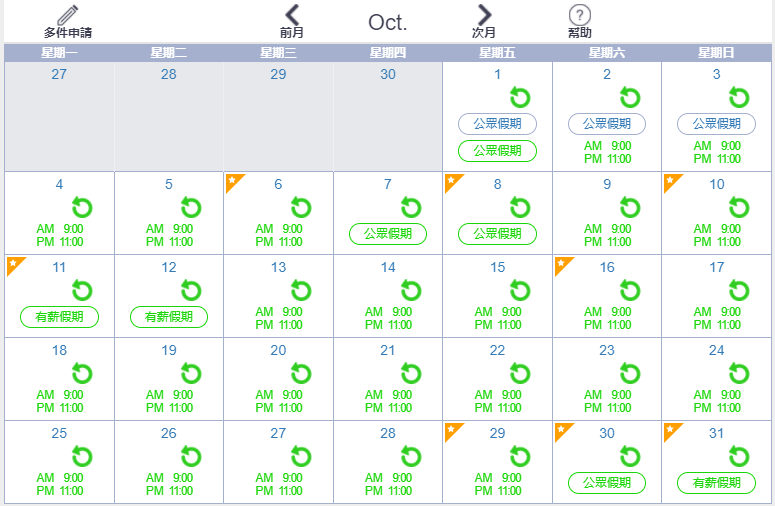 多件申請 前月 Oct. 次月 幫助
星期一 星期二 星期三 星期四 星期五 星期六 星期日
27 28 29 30 1 2 3
公眾假期 公眾假期 公眾假期
公眾假期 AM 9:00 AM 9:00
PM 11:00 PM 11:00
4 5 6 7 8 9 10
AM 9:00 AM 9:00 AM 9:00 公眾假期 公眾假期 AM 9:00 AM 9:00
PM 11:00 PM 11:00 PM 11:00 PM 11:00 PM 11:00
11 12 13 14 15 16 17
有薪假期 有薪假期 AM 9:00 AM 9:00 AM 9:00 AM 9:00 AM 9:00
PM 11:00 PM 11:00 PM 11:00 PM 11:00 PM 11:00
18 19 20 21 22 23 24
AM 9:00 AM 9:00 AM 9:00 AM 9:00 AM 9:00 AM 9:00 AM 9:00
PM 11:00 PM 11:00 PM 11:00 PM 11:00 PM 11:00 PM 11:00 PM 11:00
25 26 27 28 29 30 31
AM 9:00 AM 9:00 AM 9:00 AM 9:00 AM 9:00 公眾假期 有薪假期
PM 11:00 PM 11:00 PM 11:00 PM 11:00 PM 11:00